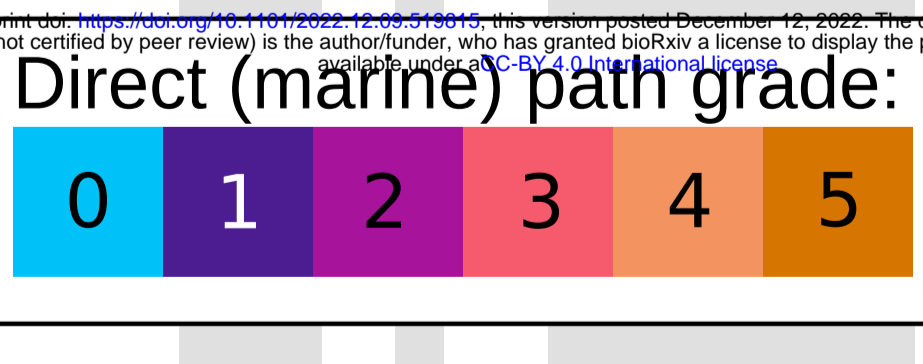 rint doi: https://doi.org/10.1101/2022.12.09.519815; this version posted December 12, 2022. The
not certified by peer review) is the author/funder, who has granted bioRxiv a license to display the
available under aCC-BY 4.0 International license.
Direct (marine) path grade:
0 1 2 3 4 5